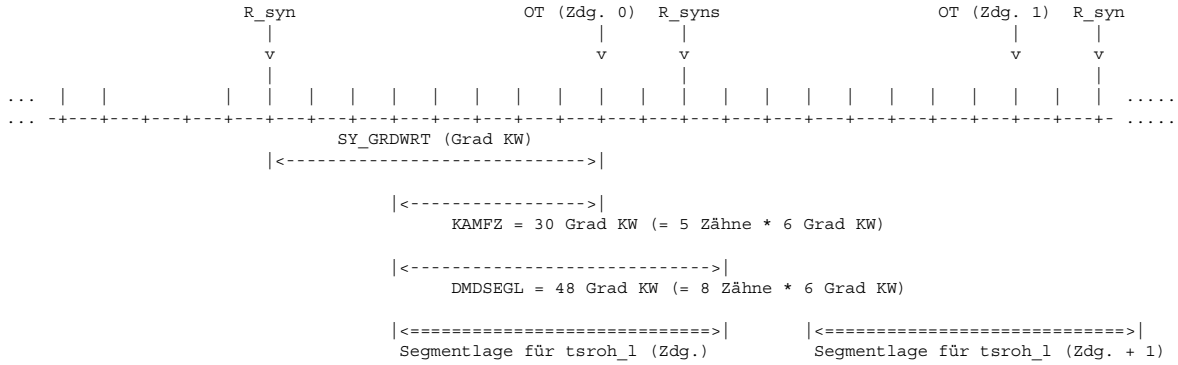 R_syn OT (Zdg. 0) R_syns OT (Zdg. 1) R_syn
| | | | |
v v v v v
| | |
... | | | | | | | | | | | | | | | | | | | | | | | | .....
... -+---+---+---+---+---+---+---+---+---+---+---+---+---+---+---+---+---+---+---+---+---+---+---+---+---+- .....
SY_GRDWRT (Grad KW)
|<----------------------------->|
|<----------------->|
KAMFZ = 30 Grad KW (= 5 Zähne * 6 Grad KW)
|<----------------------------->|
DMDSEGL = 48 Grad KW (= 8 Zähne * 6 Grad KW)
|<=============================>| |<=============================>|
Segmentlage für tsroh_l (Zdg.) Segmentlage für tsroh_l (Zdg. + 1)